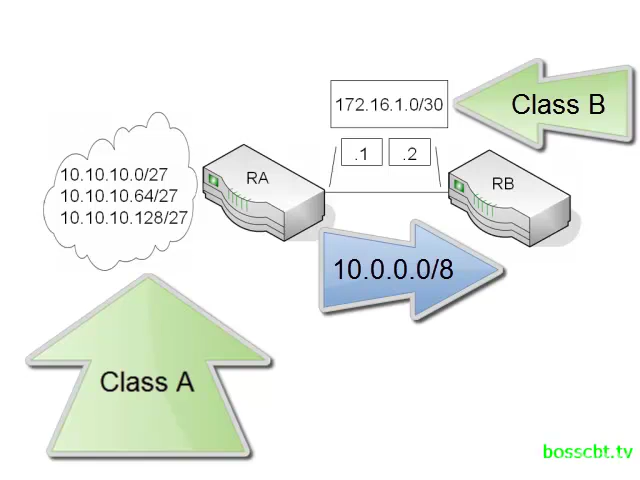 172.16.1.0/30
Class B
.1
.2
10.10.10.0/27
10.10.10.64/27
10.10.10.128/27
RA
RB
10.0.0.0/8
Class A
bosscbt.tv